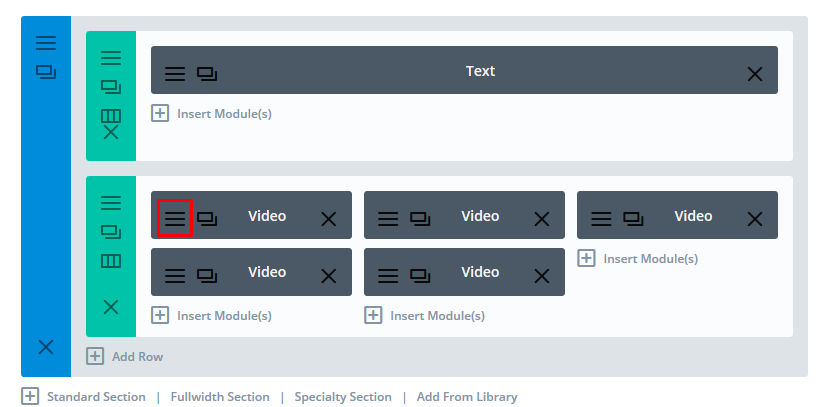 Text
Insert Module(s)
Video Video Video
Video Video Insert Module(s)
Insert Module(s) Insert Module(s)
Add Row
Standard Section | Fullwidth Section | Specialty Section | Add From Library